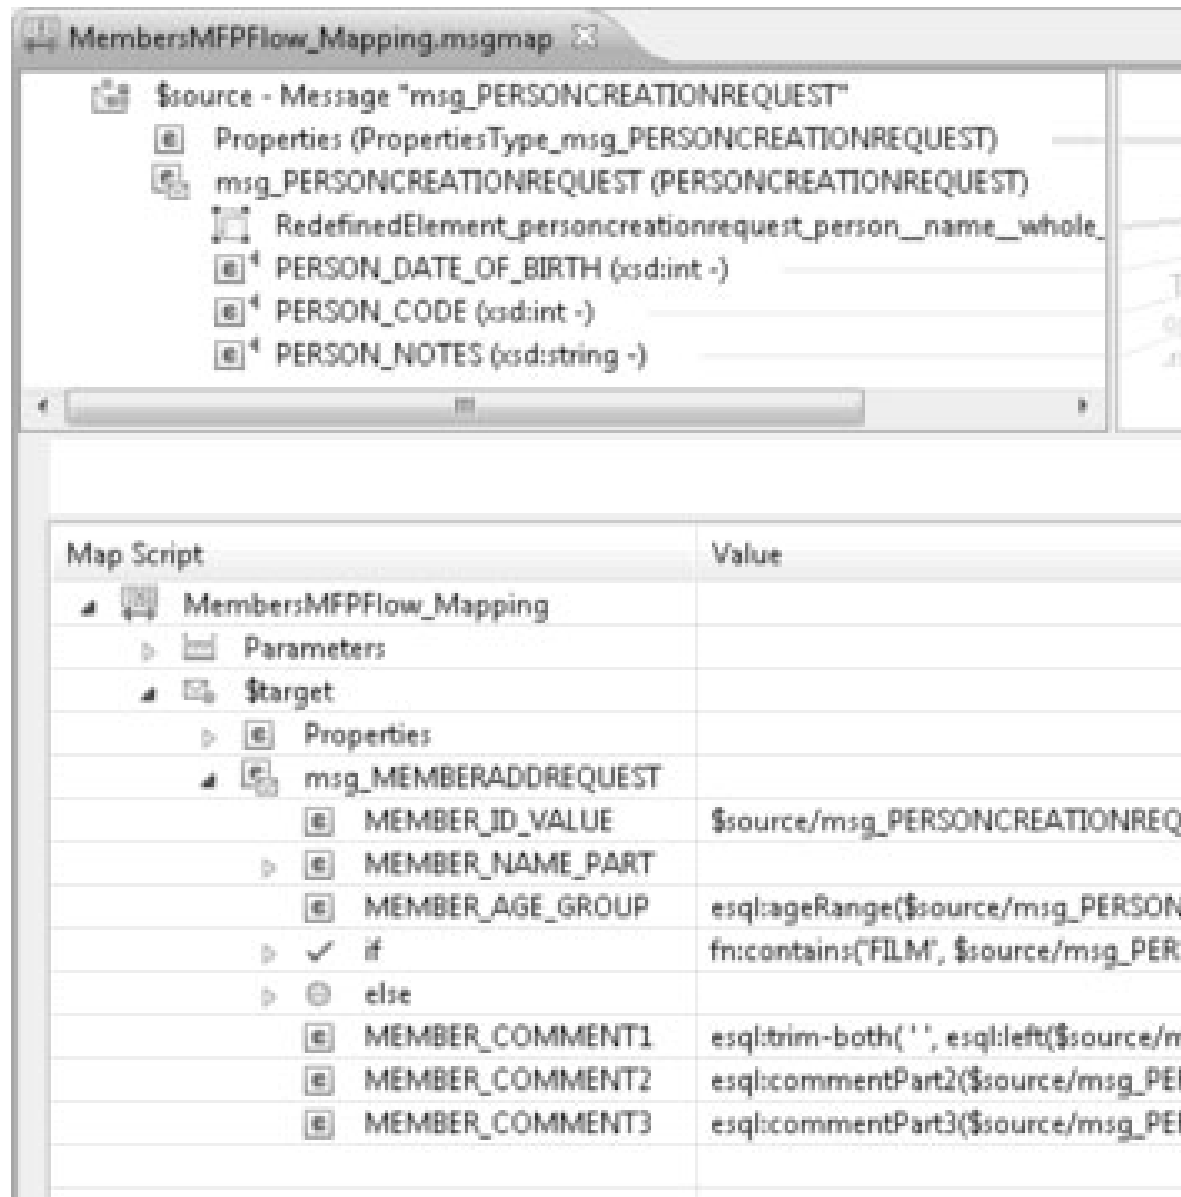 MembersMFPFlow_Mapping.msgmap
$source - Message "msg_PERSONCREATIONREQUEST"
Properties (PropertiesType_msg_PERSONCREATIONREQUEST)
msg_PERSONCREATIONREQUEST (PERSONCREATIONREQUEST)
RedefinedElement_personcreationrequest_person__name__whole_
PERSON_DATE_OF_BIRTH (xsd:int -)
PERSON_CODE (xsd:int -)
PERSON_NOTES (xsd:string -)
Map Script Value
MembersMFPFlow_Mapping
Parameters
$target
Properties
msg_MEMBERADDREQUEST
MEMBER_ID_VALUE $source/msg_PERSONCREATIONREQ
MEMBER_NAME_PART
MEMBER_AGE_GROUP esql:ageRange($source/msg_PERSON
if fn:contains('FILM', $source/msg_PER
else
MEMBER_COMMENT1 esql:trim-both( ' ', esql:left($source/m
MEMBER_COMMENT2 esql:commentPart2($source/msg_PE
MEMBER_COMMENT3 esql:commentPart3($source/msg_PE